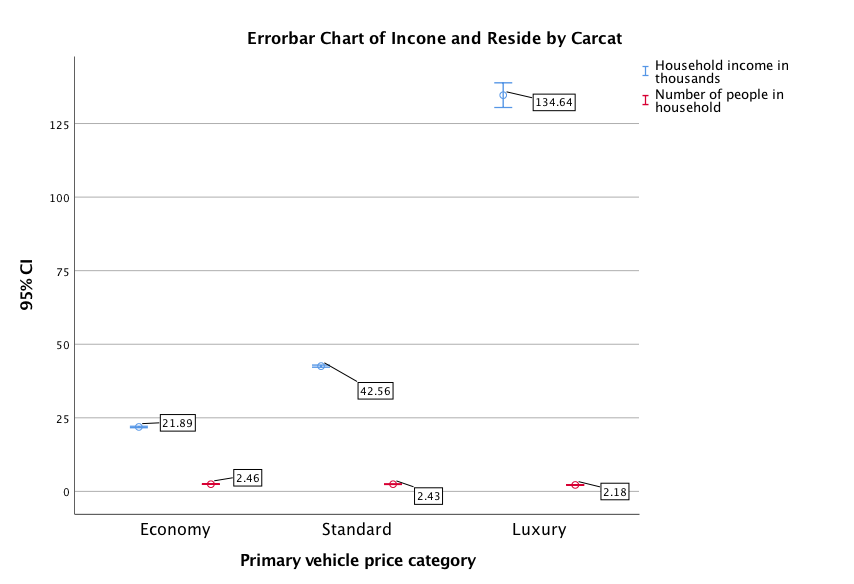 Errorbar Chart of Incone and Reside by Carcat
Household income in
thousands
Number of people in
household
134.64
125
100
75
50
42.56
25
21.89
2.46
2.43
2.18
0
95% CI
Economy
Standard
Luxury
Primary vehicle price category